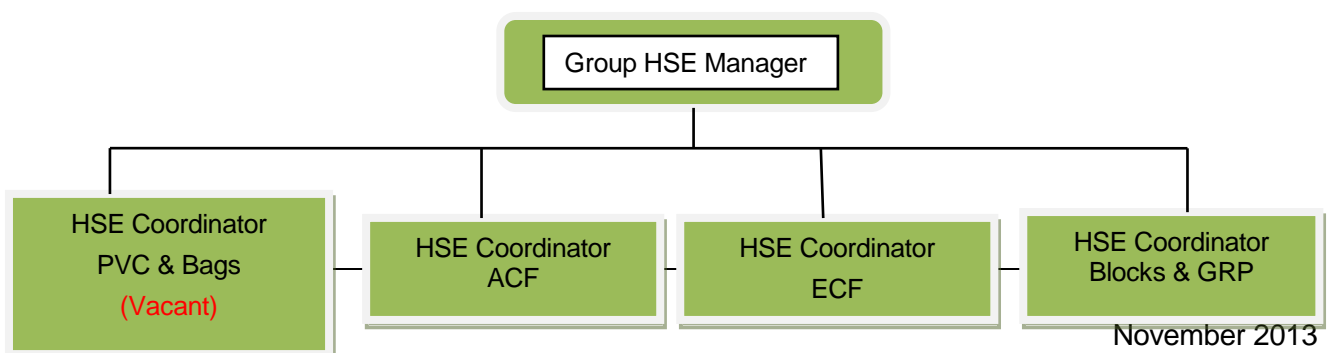 Group HSE Manager
HSE Coordinator
PVC & Bags
(Vacant)
HSE Coordinator
ACF
HSE Coordinator
ECF
HSE Coordinator
Blocks & GRP
November 2013